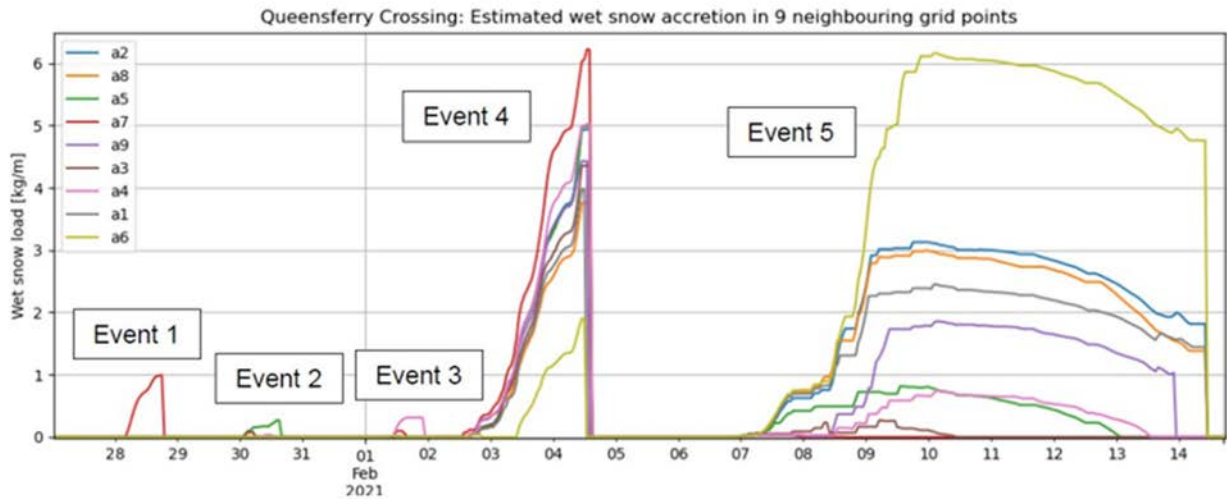 Queensferry Crossing: Estimated wet snow accretion in 9 neighbouring grid points
Wet snow load [kg/m]
6
5
4
3
2
1
0
a2
a8
a5
a7
a9
a3
a4
a1
a6
Event 1
Event 2
Event 3
Event 4
Event 5
28 29 30 01 02 03 04 05 06 07 08 09 10 11 12 13 14
Feb
2021